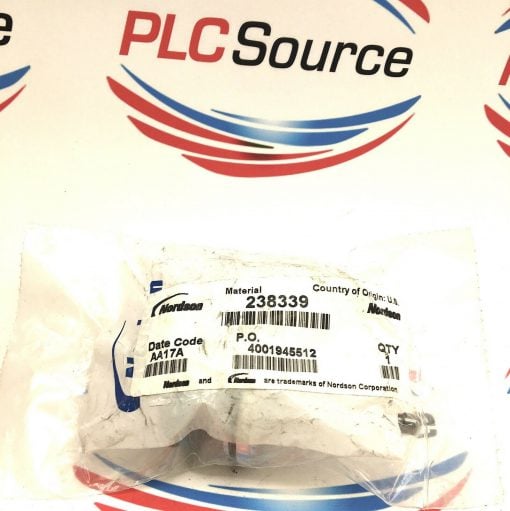 PLC Source
Material
Country of Origin: U.S.
Nordson
238339
Nordson
Date Code
AA17A
P.O.
4001945512
QTY
1
Nordson and Nordson are trademarks of Nordson Corporation